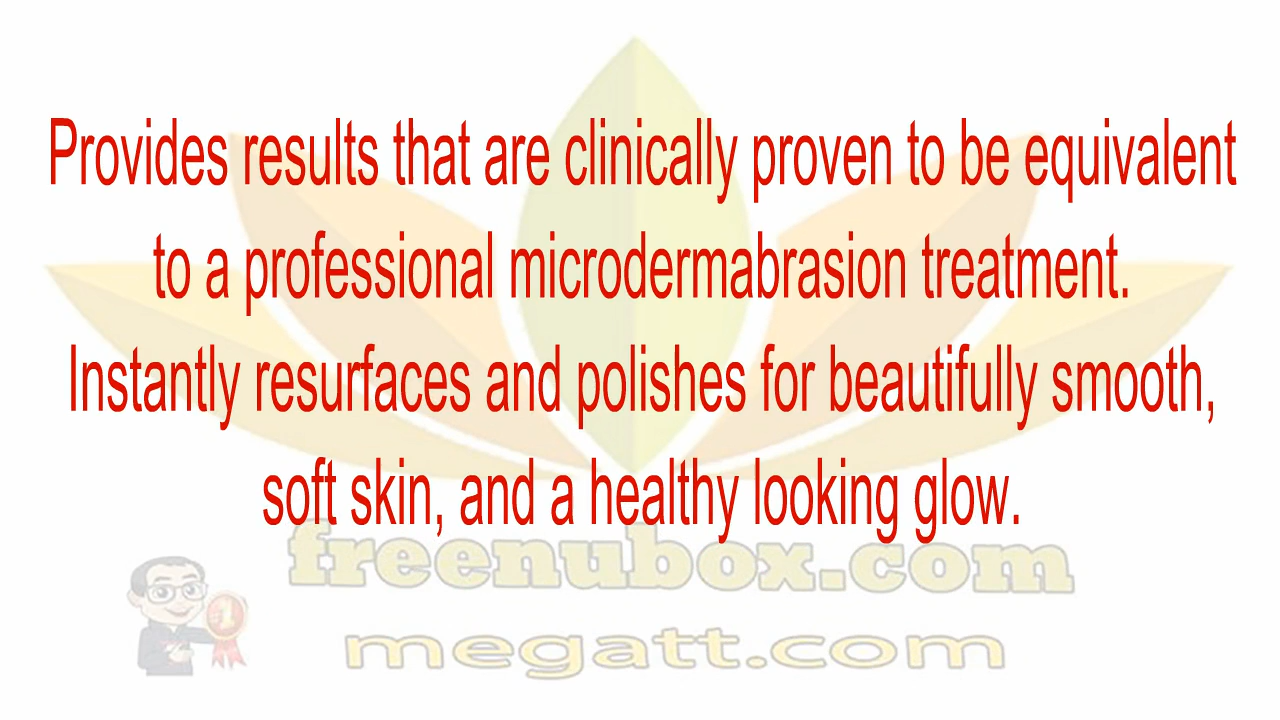 Provides results that are clinically proven to be equivalent
to a professional microdermabrasion treatment.
Instantly resurfaces and polishes for beautifully smooth,
soft skin, and a healthy looking glow.
freenubox.com
1
megatt.com